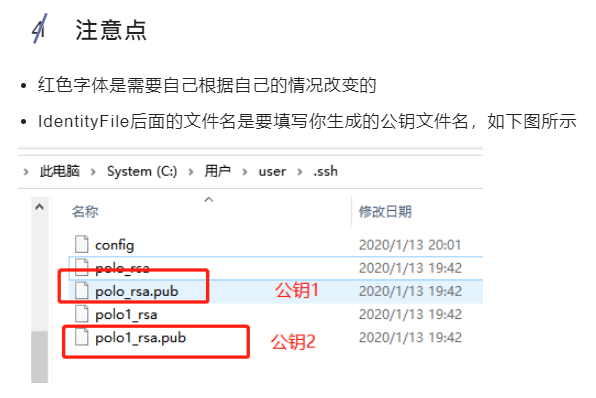 4 注意点
红色字体是需要自己根据自己的情况改变的
IdentityFile后面的文件名是要填写你生成的公钥文件名，如下图所示
此电脑 System (C:) 用户 user .ssh
名称 修改日期
config 2020/1/13 20:01
polo_rsa 2020/1/13 19:42
polo_rsa.pub 公钥1 2020/1/13 19:42
polo1_rsa 2020/1/13 19:42
polo1_rsa.pub 公钥2 2020/1/13 19:42